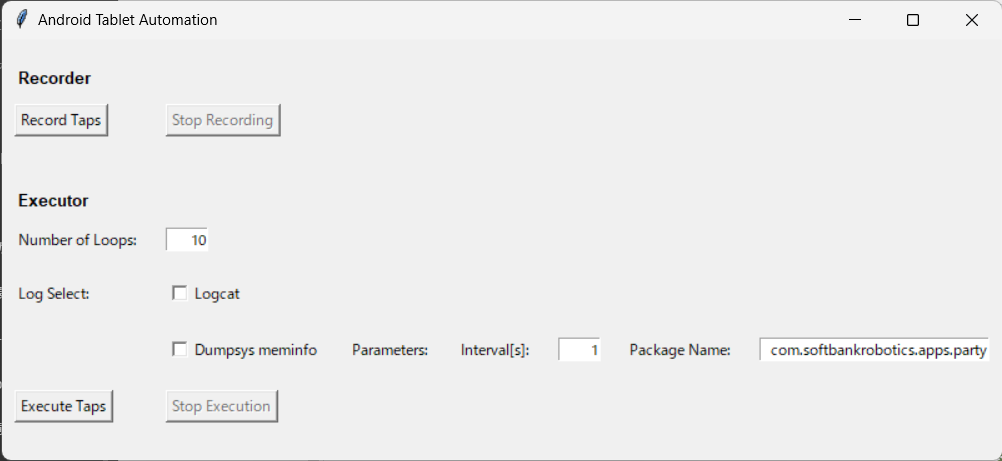 Android Tablet Automation
Recorder
Record Taps Stop Recording
Executor
Number of Loops: 10
Log Select: Logcat
Dumpsys meminfo Parameters: Interval[s]: 1 Package Name: com.softbankrobotics.apps.party
Execute Taps Stop Execution